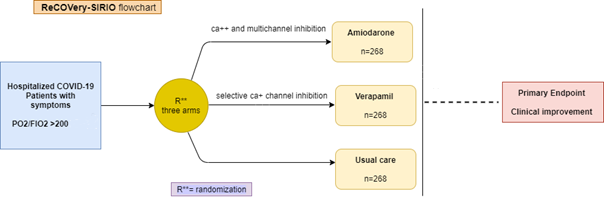 ReCOVery-SIRIO flowchart
Hospitalized COVID-19
Patients with
symptoms
PO2/FIO2 >200
R**
three arms
ca++ and multichannel inhibition
selective ca+ channel inhibition
Amiodarone
n=268
Verapamil
n=268
Usual care
n=268
Primary Endpoint
Clinical improvement
R**= randomization